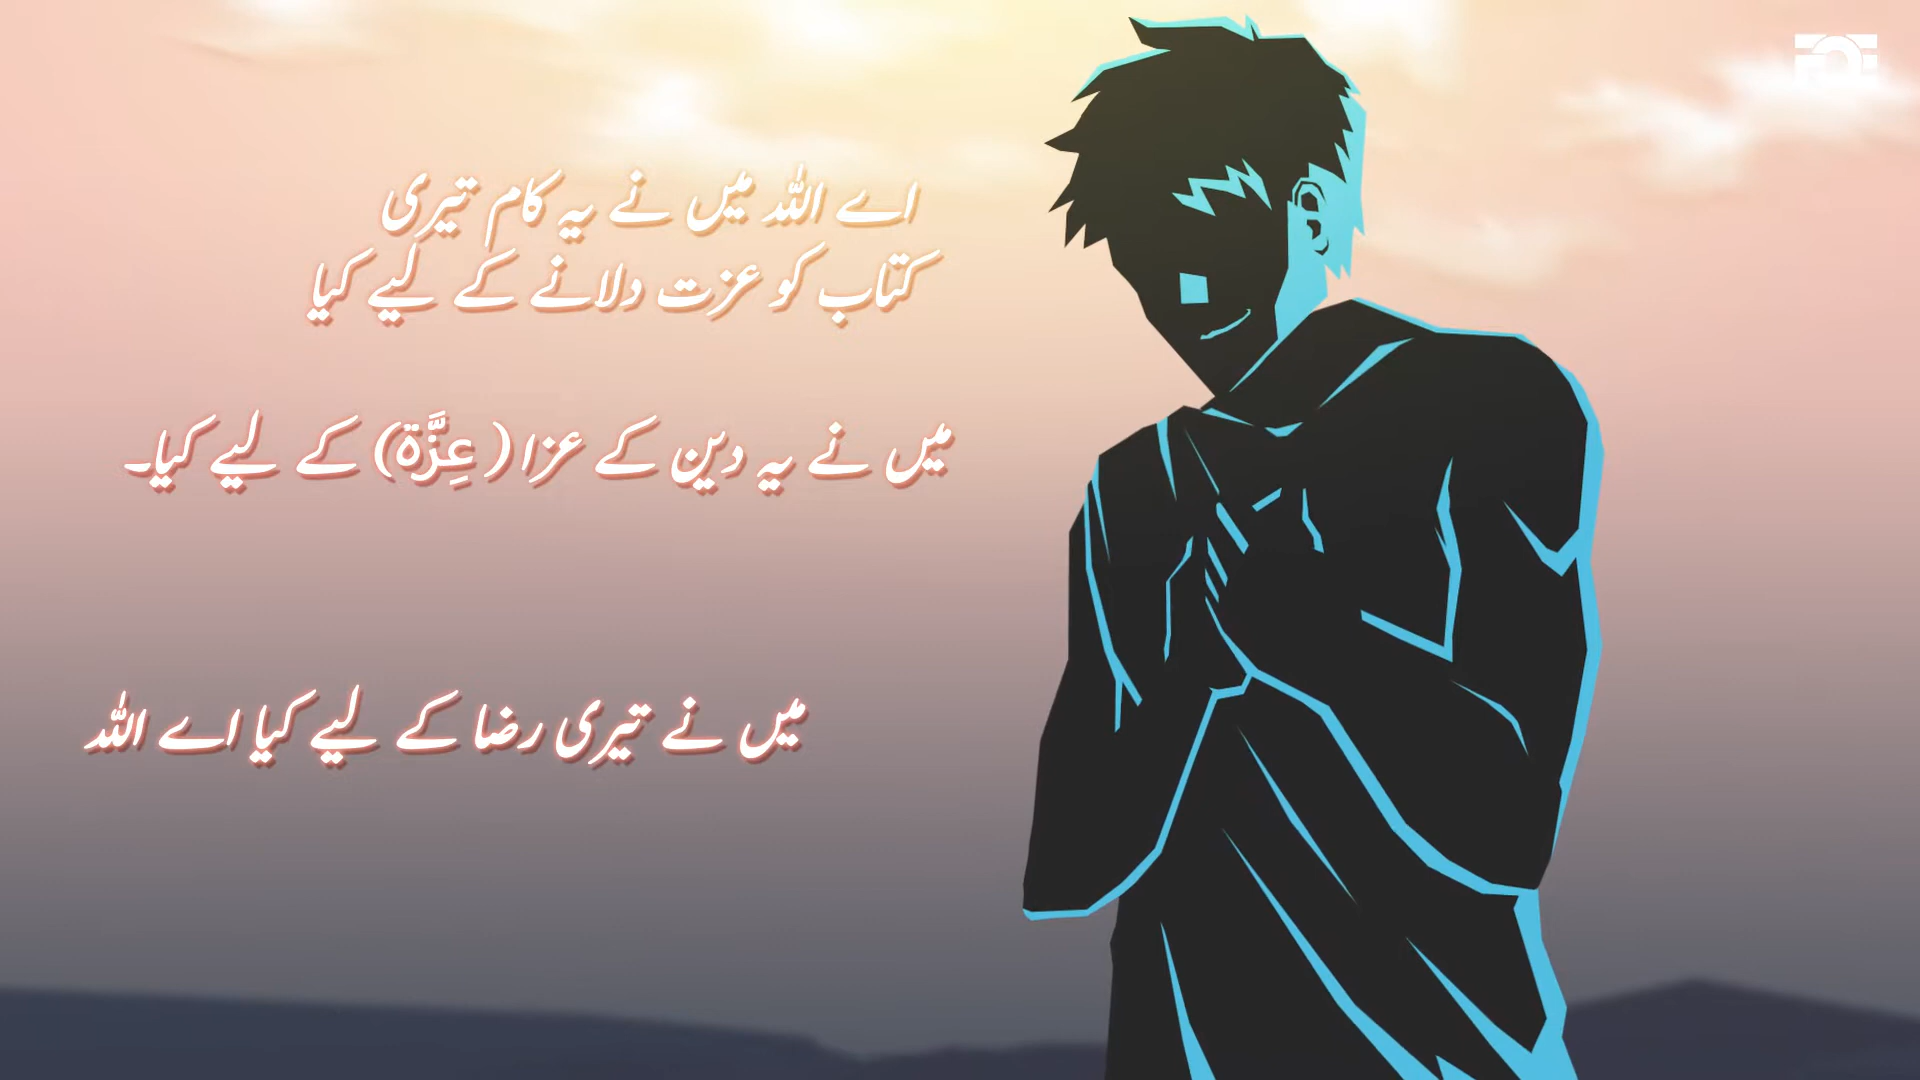 اے اللہ میں نے یہ کام تیری
کتاب کو عزت دلانے کے لیے کیا
میں نے یہ دین کے عزا (عِزَّة) کے لیے کیا۔
میں نے تیری رضا کے لیے کیا اے اللہ